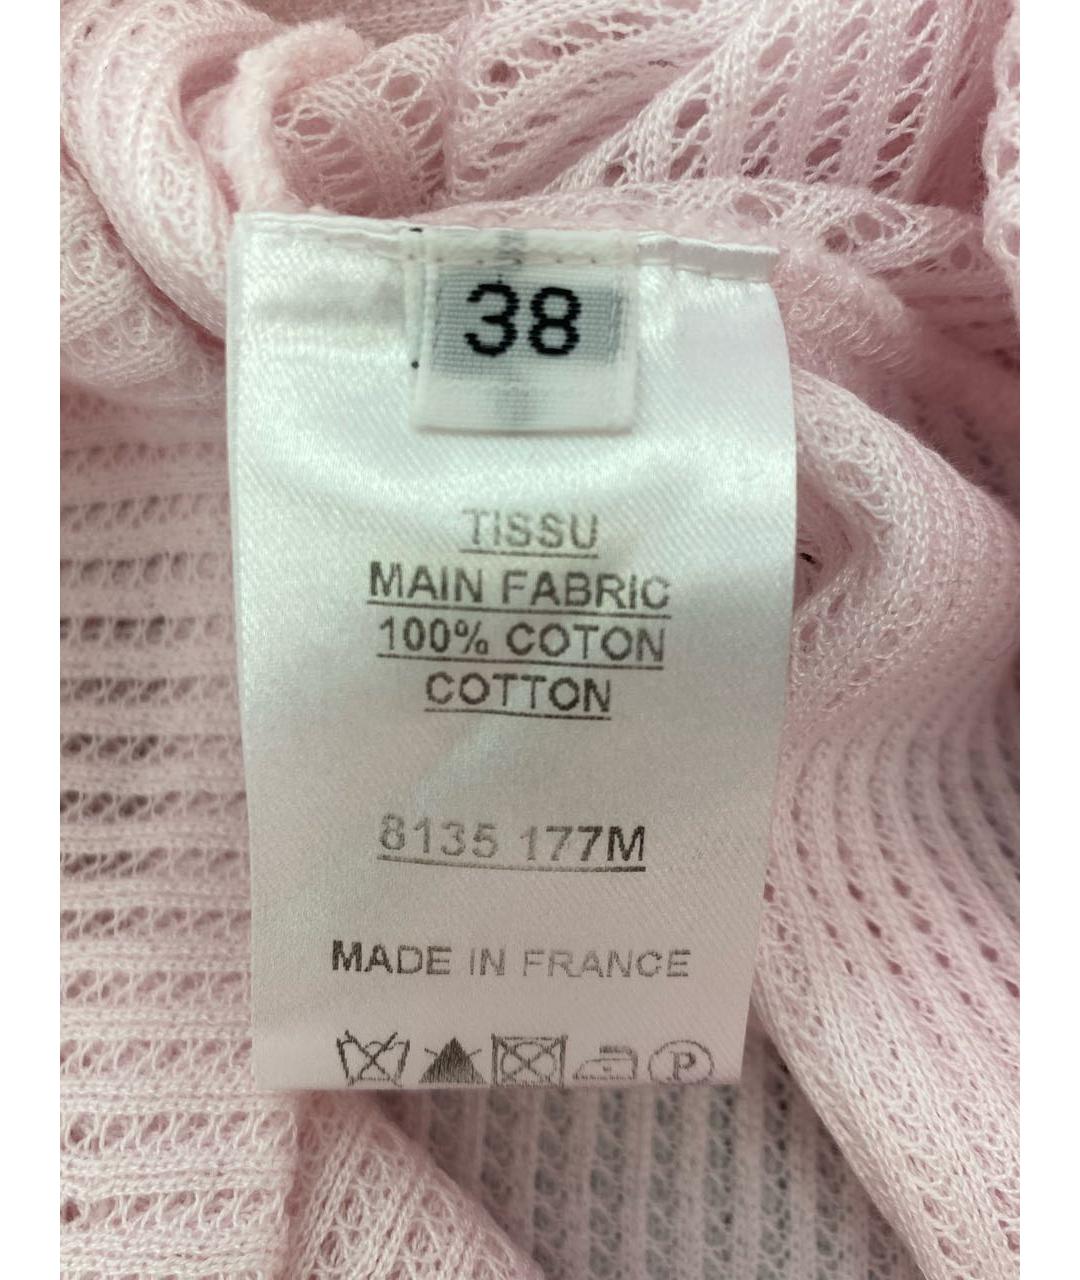 38
TISSU
MAIN FABRIC
100% COTON
COTTON
8135 177M
MADE IN FRANCE
P